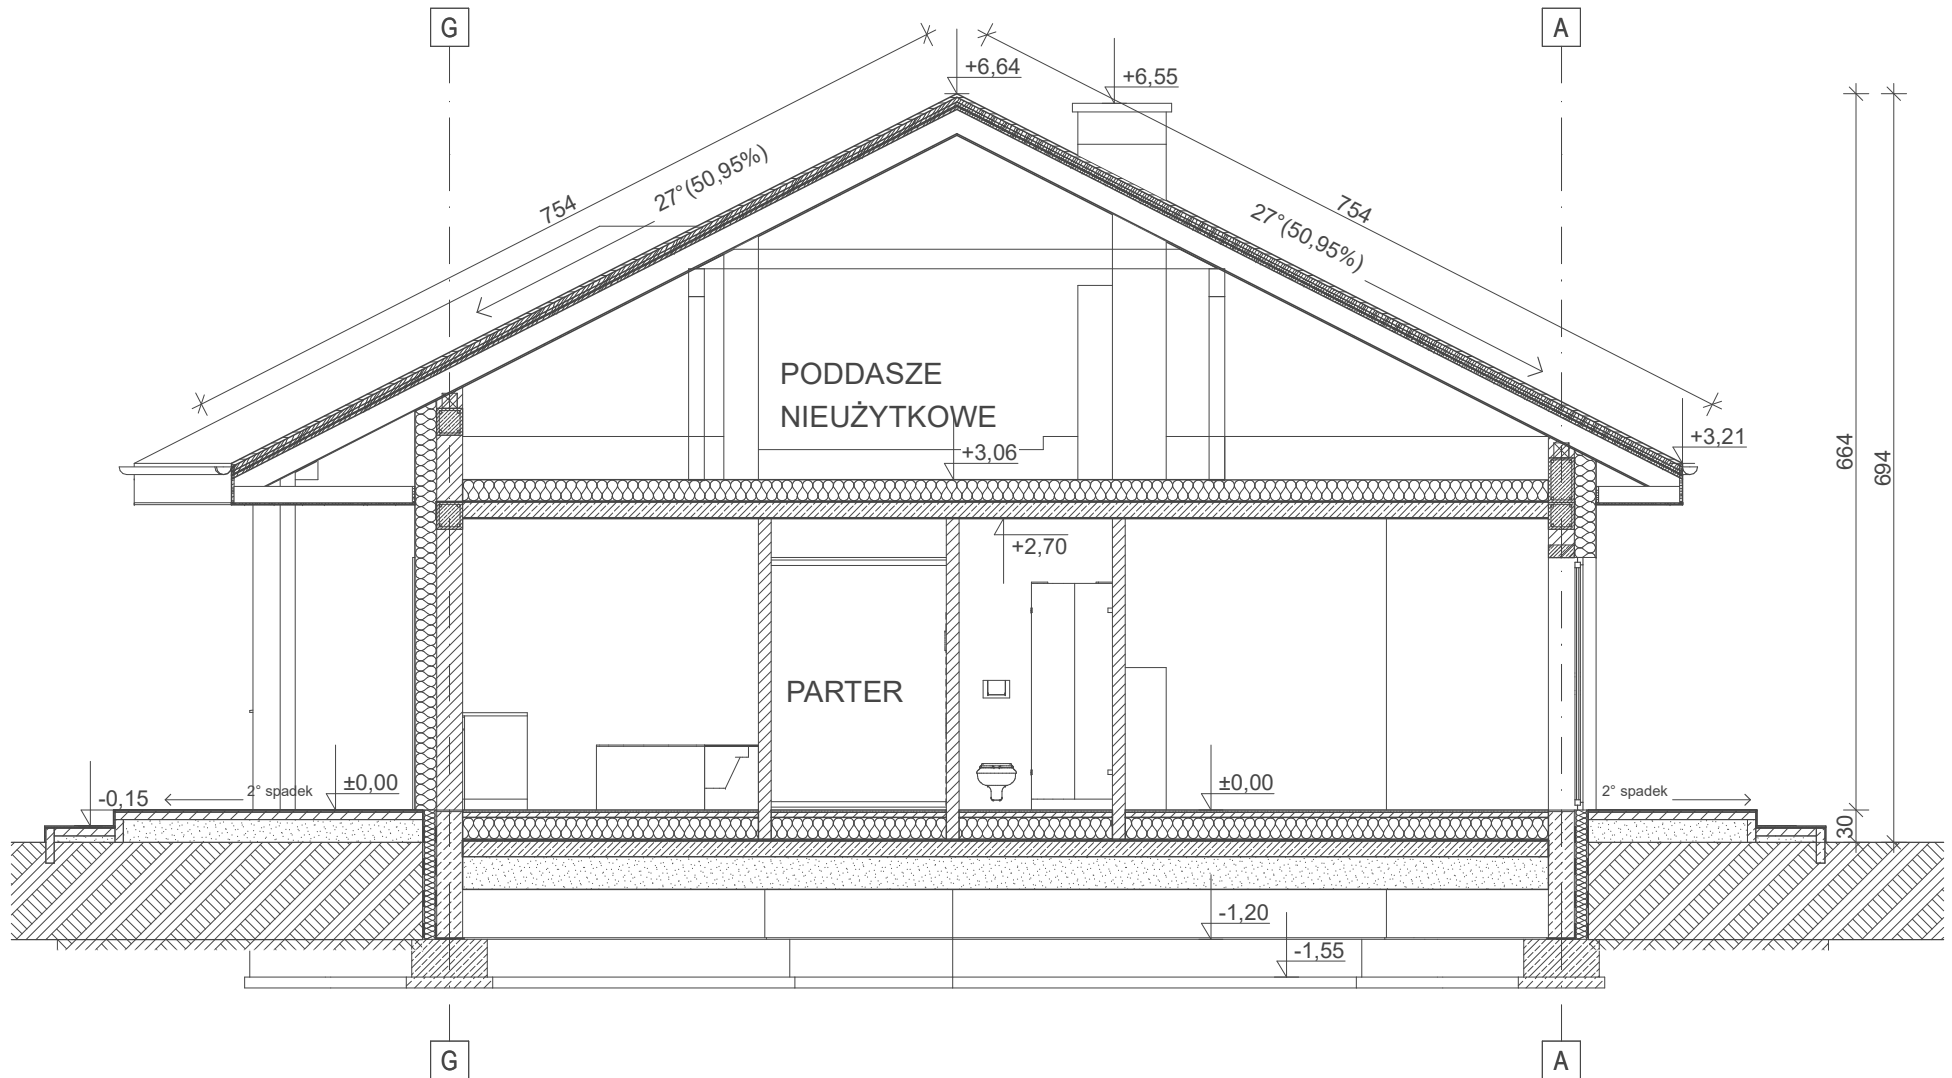 G
A
+6,64
+6,55
754
27°(50,95%)
754
27°(50,95%)
PODDASZE
NIEUŻYTKOWE
+3,06
+3,21
664
694
+2,70
PARTER
-0,15
2° spadek
±0,00
±0,00
2° spadek
30
-1,20
-1,55
G
A